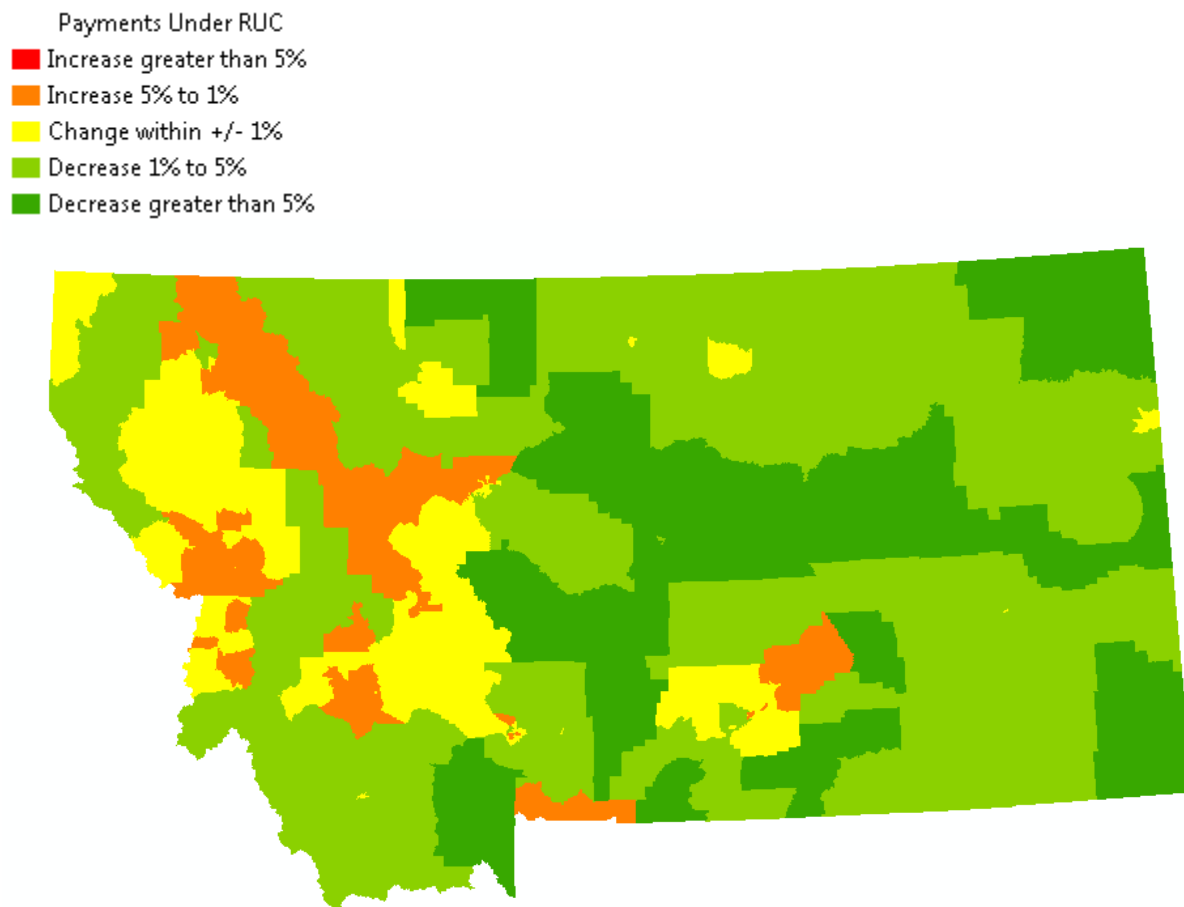 Payments Under RUC
Increase greater than 5%
Increase 5% to 1%
Change within +/- 1%
Decrease 1% to 5%
Decrease greater than 5%